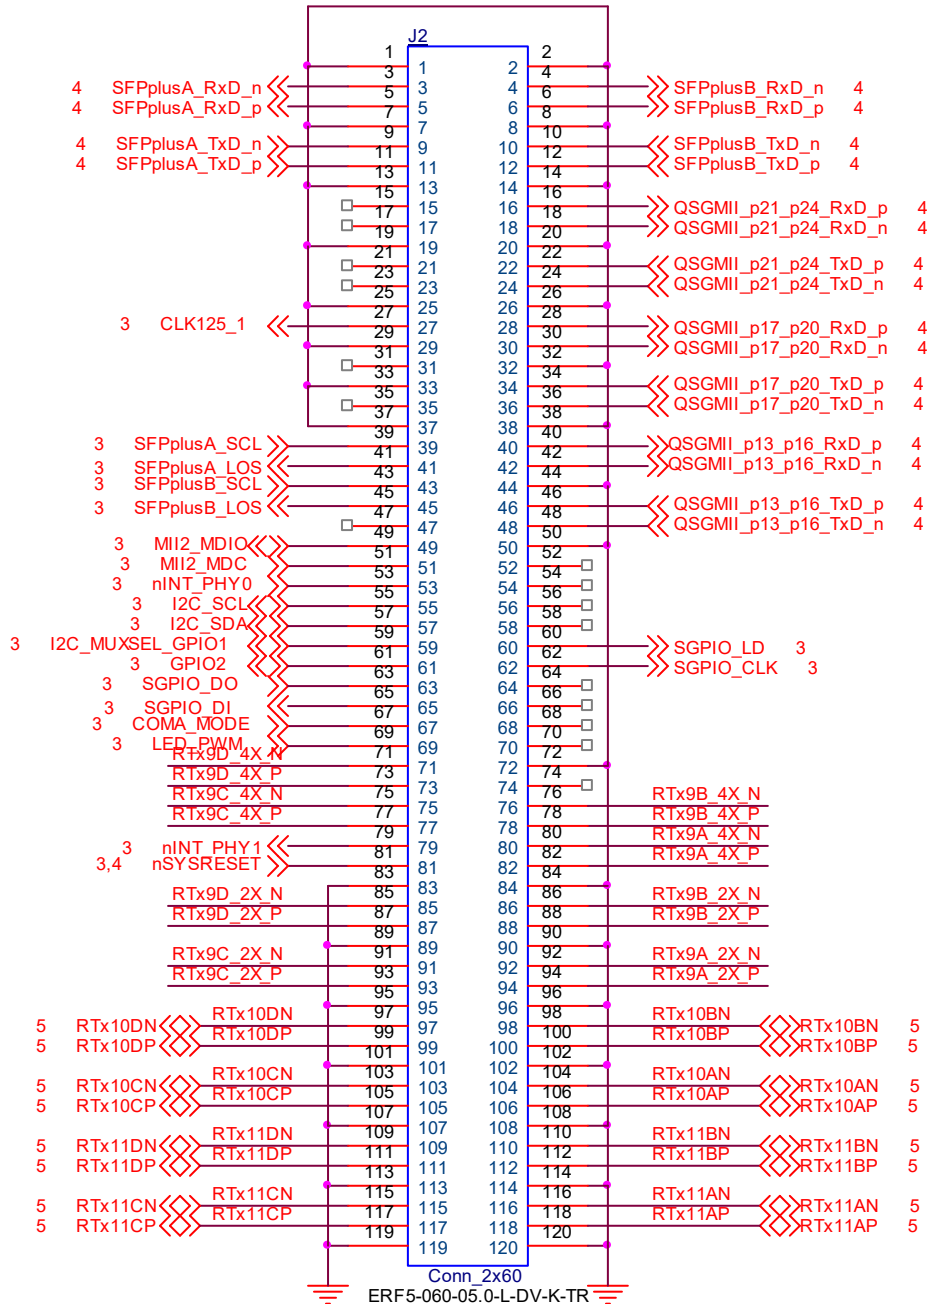 J2
1 2
1 2
3 4
4 SFPplusA_RxD_n 3 4 SFPplusB_RxD_n 4
5 6
4 SFPplusA_RxD_p 5 6 SFPplusB_RxD_p 4
7 8
7 8
9 10
4 SFPplusA_TxD_n 9 10 SFPplusB_TxD_n 4
11 12
4 SFPplusA_TxD_p 11 12 SFPplusB_TxD_p 4
13 14
13 14
15 16
15 16 QSGMII_p21_p24_RxD_p 4
17 18
17 18 QSGMII_p21_p24_RxD_n 4
19 20
19 20
21 22
21 22 QSGMII_p21_p24_TxD_p 4
23 24
23 24 QSGMII_p21_p24_TxD_n 4
25 26
25 26
27 28
3 CLK125_1 27 28 QSGMII_p17_p20_RxD_p 4
29 30
29 30 QSGMII_p17_p20_RxD_n 4
31 32
31 32
33 34
33 34 QSGMII_p17_p20_TxD_p 4
35 36
35 36 QSGMII_p17_p20_TxD_n 4
37 38
37 38
39 40
3 SFPplusA_SCL 39 40 QSGMII_p13_p16_RxD_p 4
41 42
3 SFPplusA_LOS 41 42 QSGMII_p13_p16_RxD_n 4
43 44
3 SFPplusB_SCL 43 44
45 46
3 SFPplusB_LOS 45 46 QSGMII_p13_p16_TxD_p 4
47 48
47 48 QSGMII_p13_p16_TxD_n 4
49 50
3 MII2_MDIO 49 50
51 52
3 MII2_MDC 51 52
53 54
3 nINT_PHY0 53 54
55 56
3 I2C_SCL 55 56
57 58
3 I2C_SDA 57 58
59 60
3 I2C_MUXSEL_GPIO1 59 60 SGPIO_LD 3
61 62
3 GPIO2 61 62 SGPIO_CLK 3
63 64
3 SGPIO_DO 63 64
65 66
3 SGPIO_DI 65 66
67 68
3 COMA_MODE 67 68
69 70
3 LED_PWM 69 70
71 72
RTx9D_4X_N 71 72
73 74
RTx9D_4X_P 73 74
75 76
RTx9C_4X_N 75 76 RTx9B_4X_N
77 78
RTx9C_4X_P 77 78 RTx9B_4X_P
79 80
3 nINT_PHY1 79 80 RTx9A_4X_N
81 82
3,4 nSYSRESET 81 82 RTx9A_4X_P
83 84
83 84
85 86
RTx9D_2X_N 85 86 RTx9B_2X_N
87 88
RTx9D_2X_P 87 88 RTx9B_2X_P
89 90
89 90
91 92
RTx9C_2X_N 91 92 RTx9A_2X_N
93 94
RTx9C_2X_P 93 94 RTx9A_2X_P
95 96
95 96
97 98
5 RTx10DN RTx10DN 97 98 RTx10BN RTx10BN 5
99 100
5 RTx10DP RTx10DP 99 100 RTx10BP RTx10BP 5
101 102
101 102
103 104
5 RTx10CN RTx10CN 103 104 RTx10AN RTx10AN 5
105 106
5 RTx10CP RTx10CP 105 106 RTx10AP RTx10AP 5
107 108
107 108
109 110
5 RTx11DN RTx11DN 109 110 RTx11BN RTx11BN 5
111 112
5 RTx11DP RTx11DP 111 112 RTx11BP RTx11BP 5
113 114
113 114
115 116
5 RTx11CN RTx11CN 115 116 RTx11AN RTx11AN 5
117 118
5 RTx11CP RTx11CP 117 118 RTx11AP RTx11AP 5
119 120
119 120
Conn_2x60
ERF5-060-05.0-L-DV-K-TR